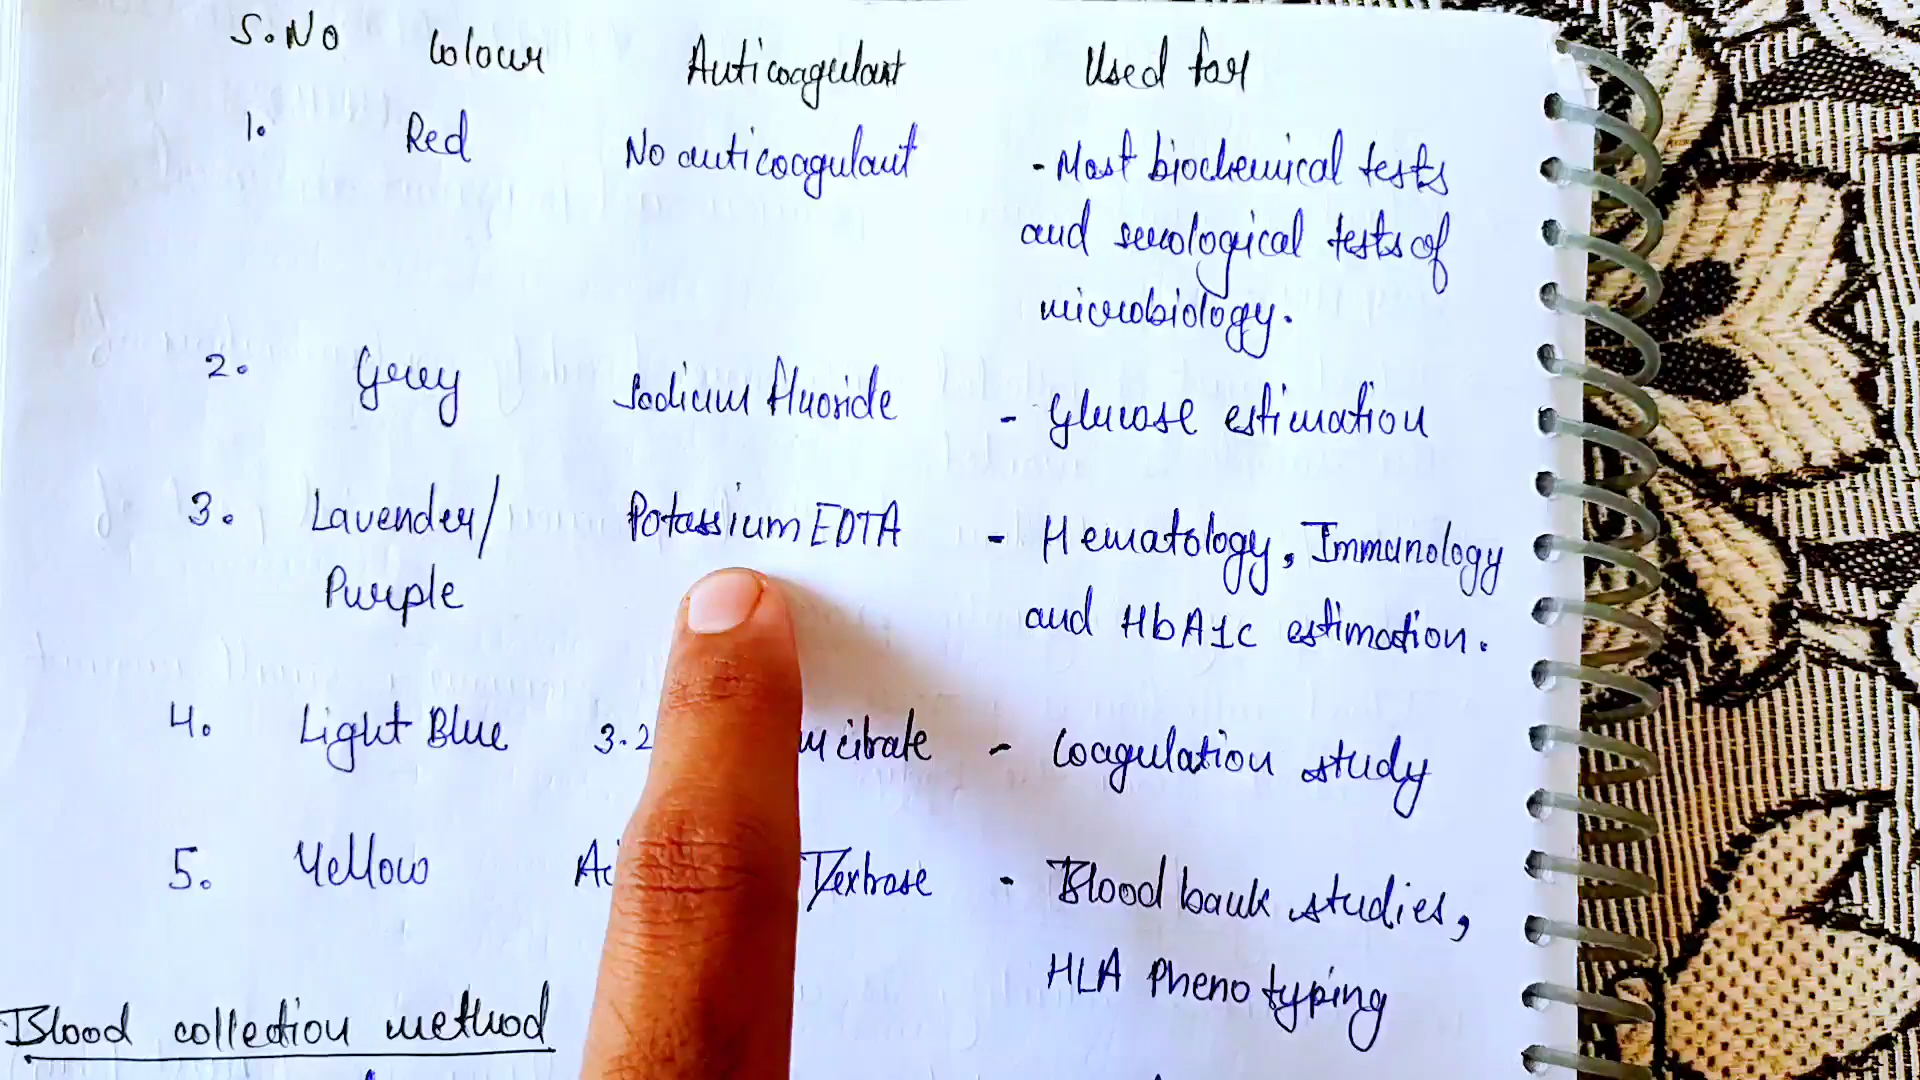 S.No Colour Anticoagulant Used for
1. Red No anticoagulant - Most biochemical tests
and serological tests of
microbiology.
2. Grey Sodium fluoride - Glucose estimation
3. Lavender/ Potassium EDTA - Hematology, Immunology
Purple and HbA1c estimation.
4. Light Blue 3.2 citrate - Coagulation study
5. Yellow Dextrose - Blood bank studies,
HLA Phenotyping
Blood collection method